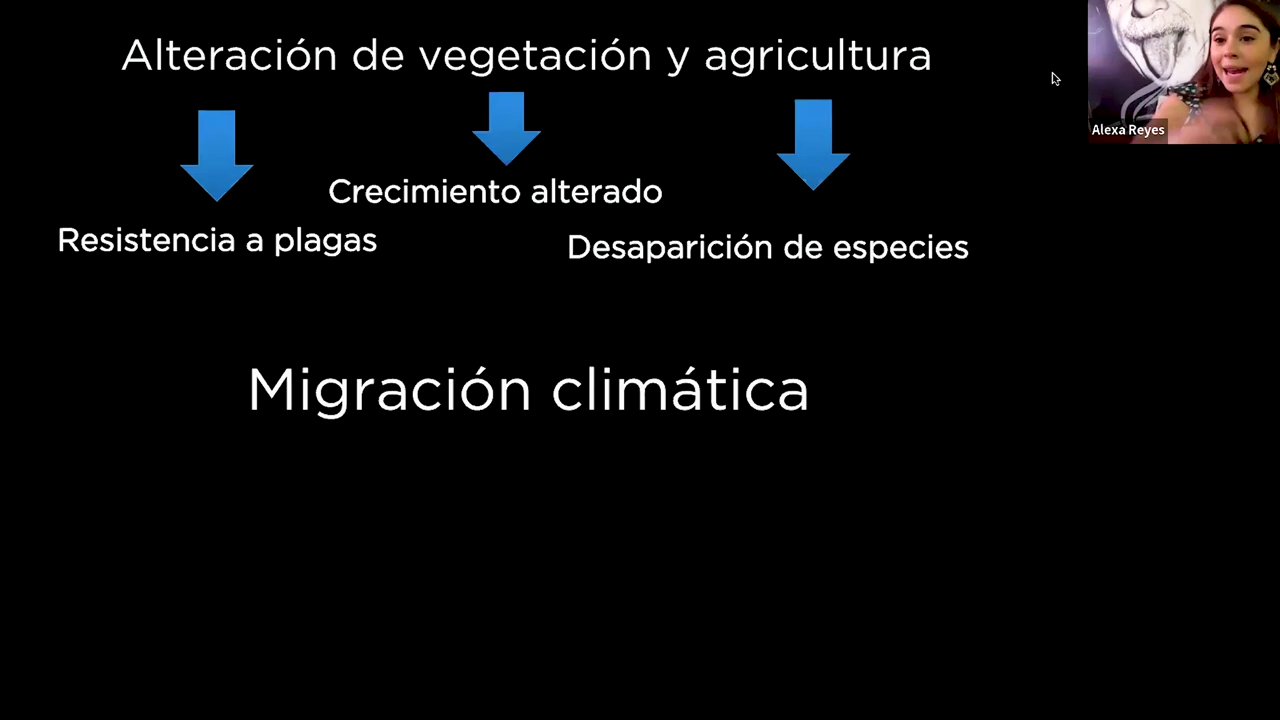 Alteración de vegetación y agricultura
Alexa Reyes
Crecimiento alterado
Resistencia a plagas
Desaparición de especies
Migración climática